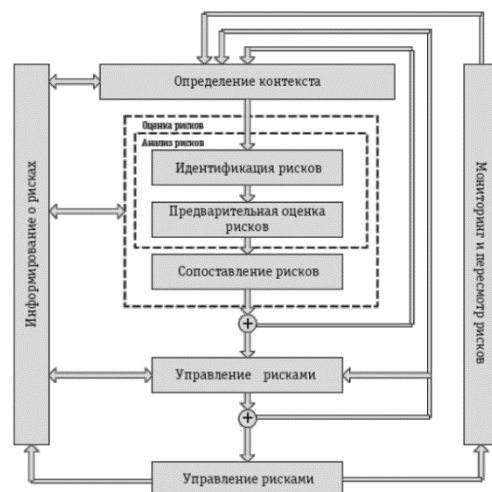 Определение контекста
Оценка рисков
Анализ рисков
Идентификация рисков
Предварительная оценка
рисков
Сопоставление рисков
+
Управление рисками
+
Управление рисками
Информирование о рисках
Мониторинг и пересмотр рисков